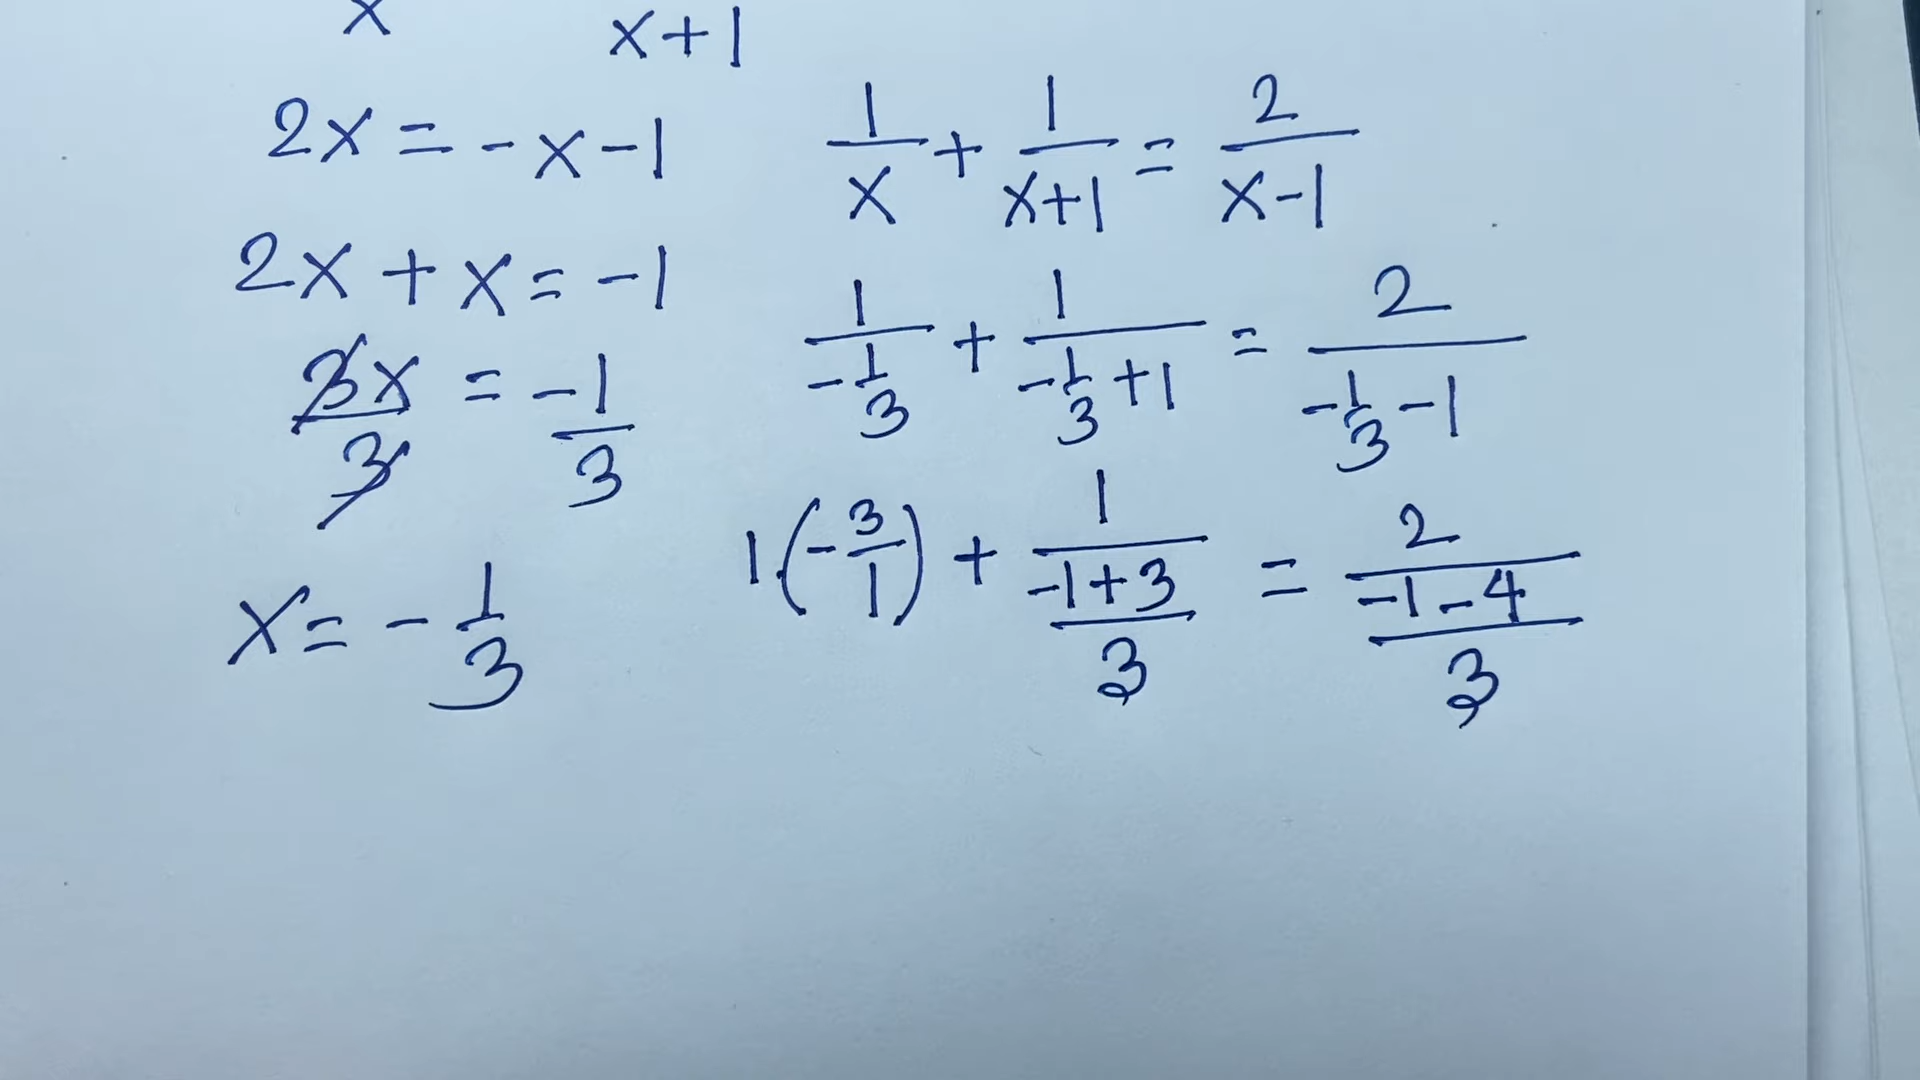 x      x+1
2x = -x-1
2x + x = -1
3x/3 = -1/3
x = -1/3
1/x + 1/(x+1) = 2/(x-1)
1/(-1/3) + 1/(-1/3 +1) = 2/(-1/3 -1)
1.(-3/1) + 1/((-1+3)/3) = 2/((-1-4)/3)